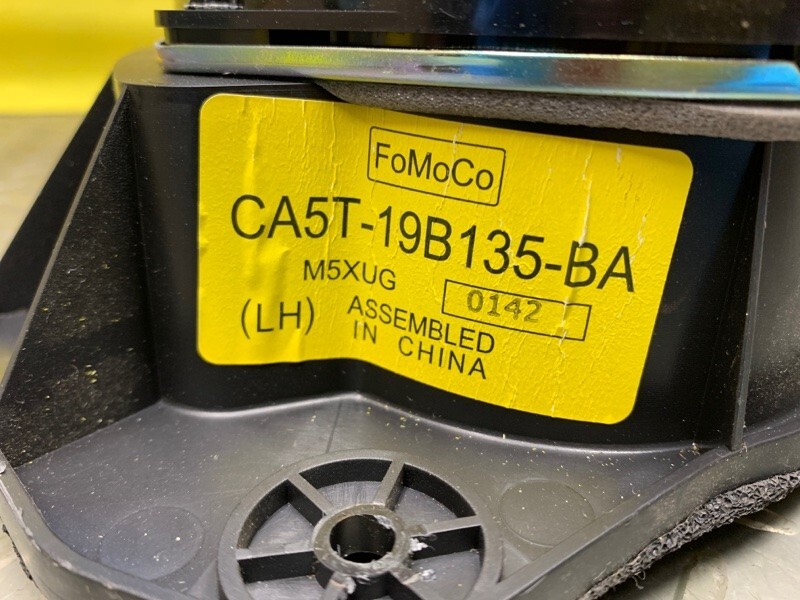 FoMoCo
CA5T-19B135-BA
M5XUG 0142
(LH) ASSEMBLED
IN CHINA